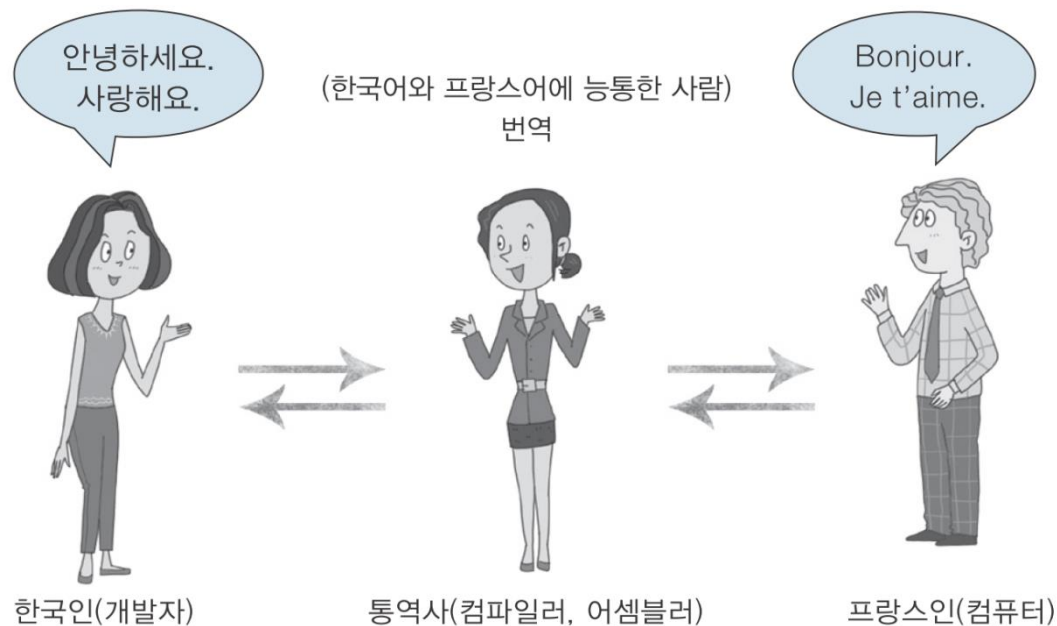 안녕하세요.
사랑해요.
(한국어와 프랑스어에 능통한 사람)
번역
Bonjour.
Je t’aime.
한국인(개발자)
통역사(컴파일러, 어셈블러)
프랑스인(컴퓨터)